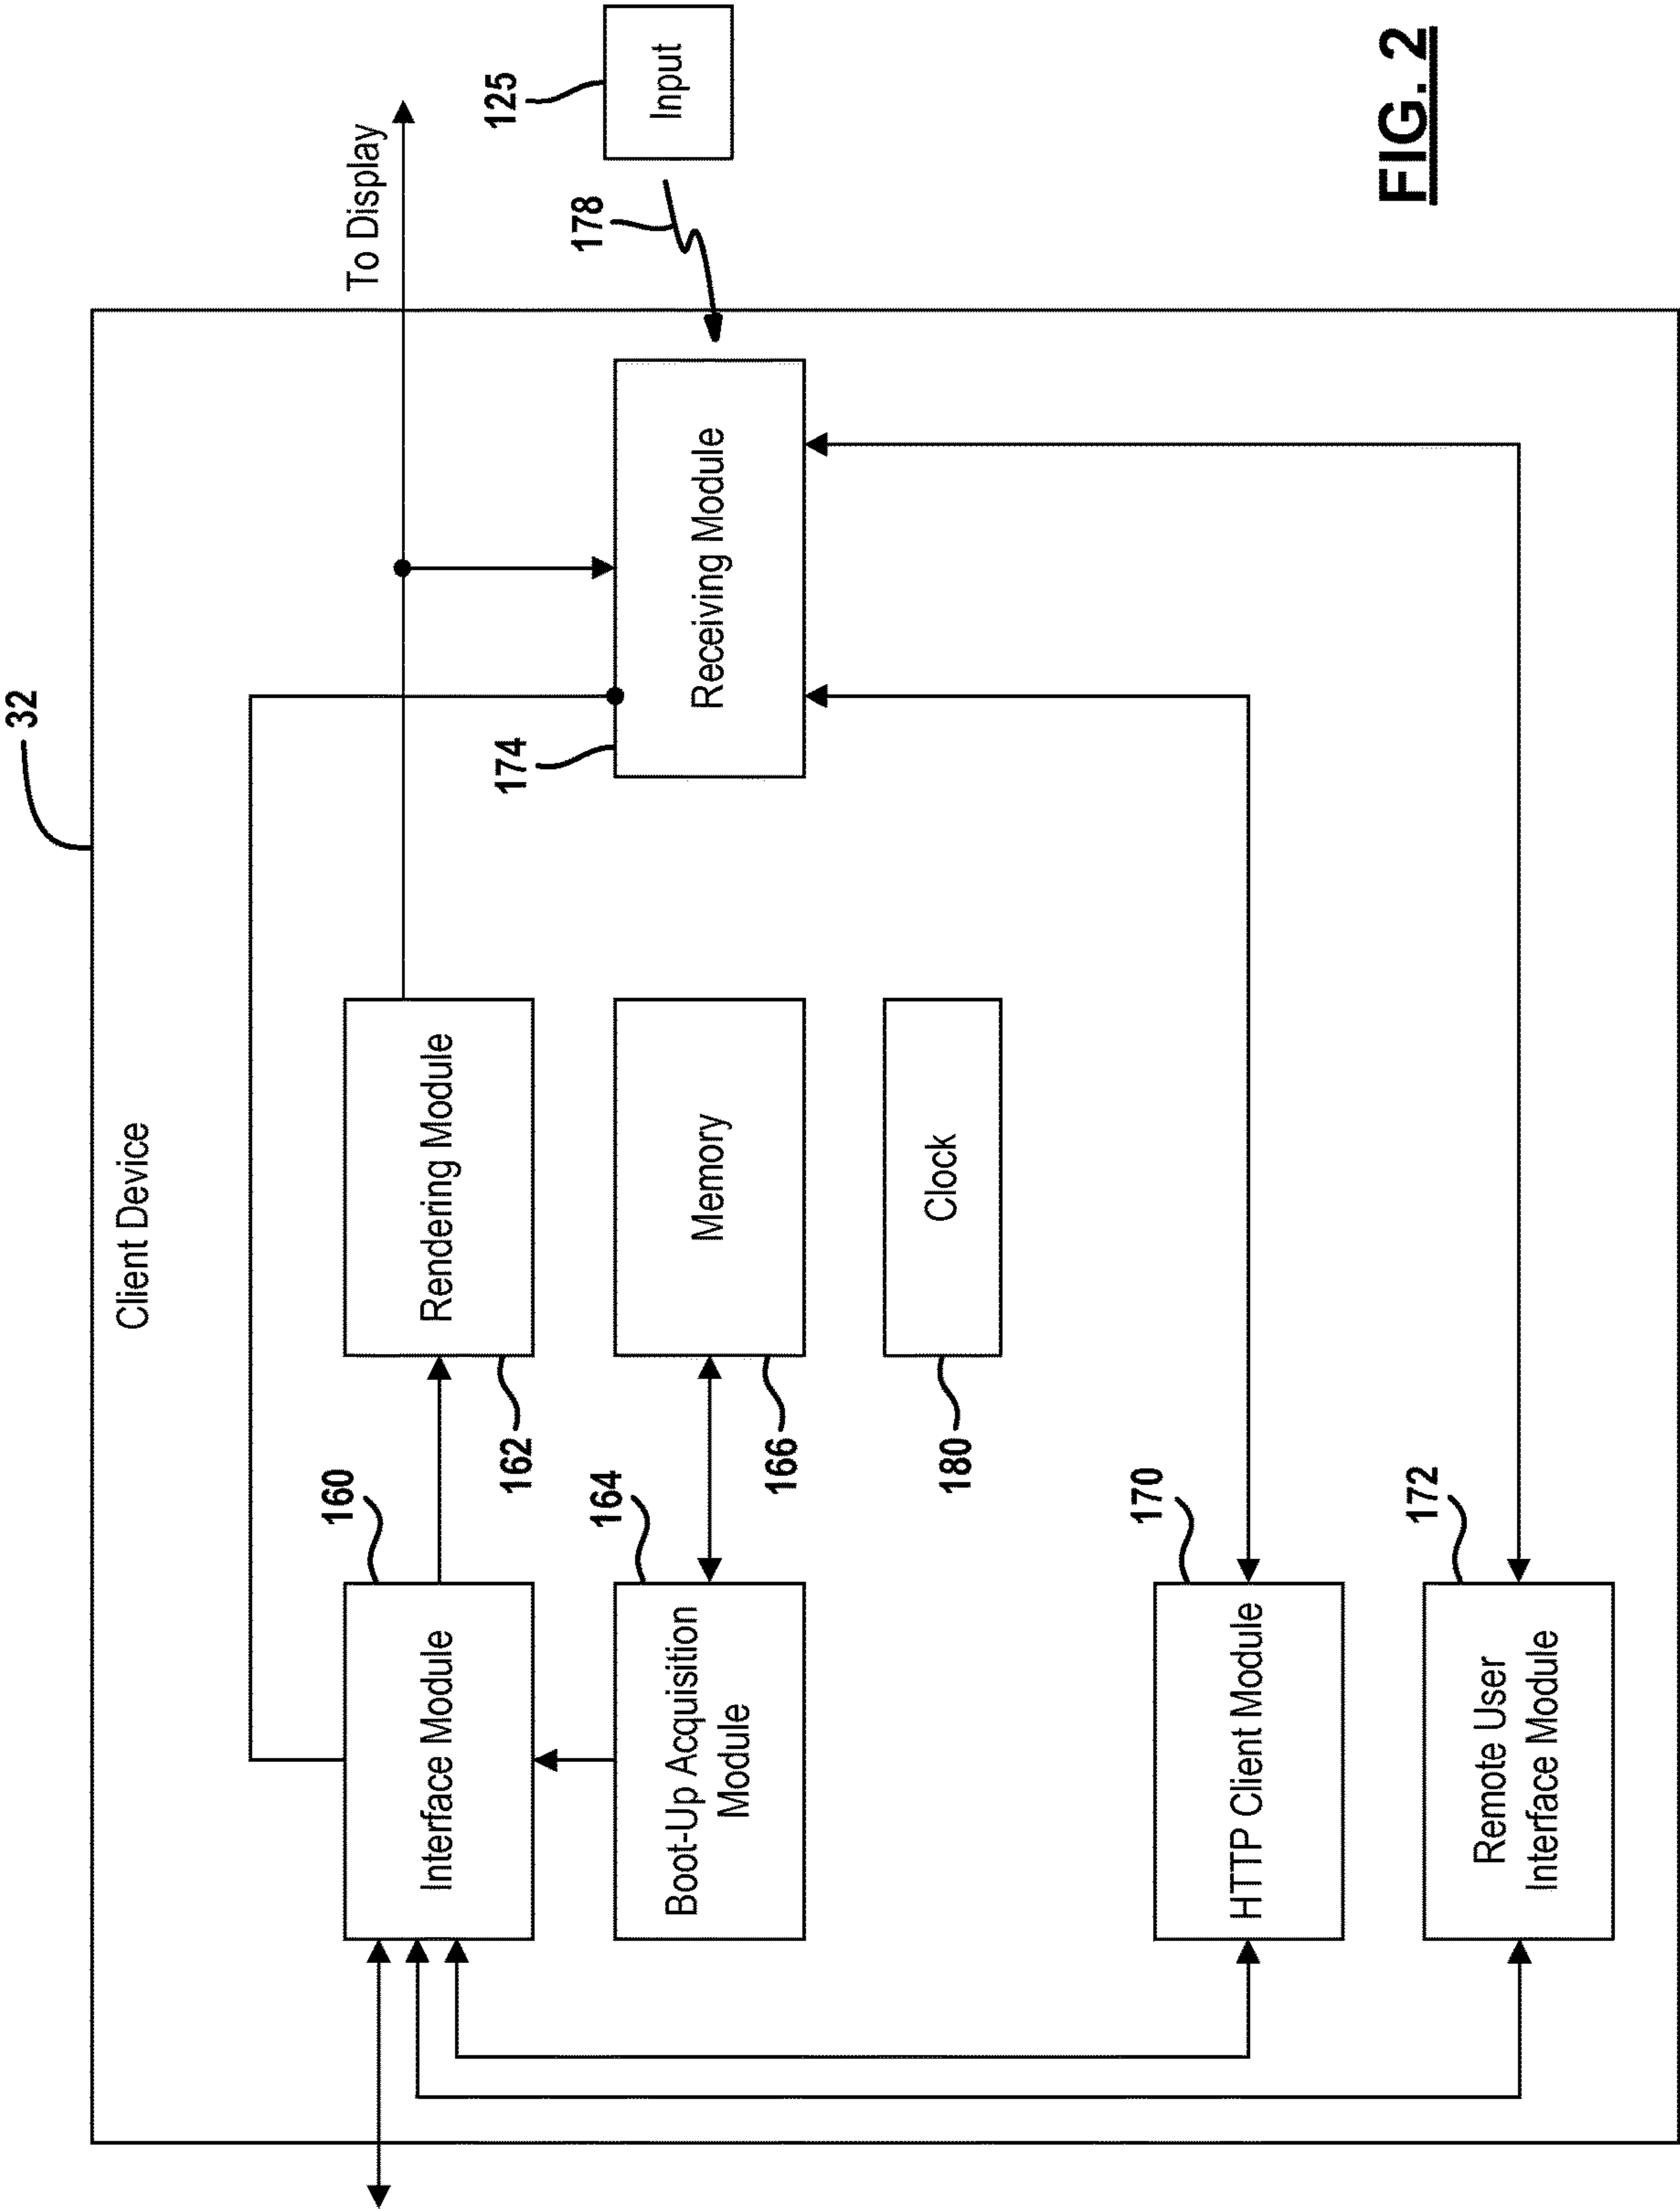 32
Client Device
To Display
160
Interface Module
162
Rendering Module
164
Boot-Up Acquisition
Module
166
Memory
174
Receiving Module
178
125
Input
180
Clock
170
HTTP Client Module
172
Remote User
Interface Module
FIG. 2